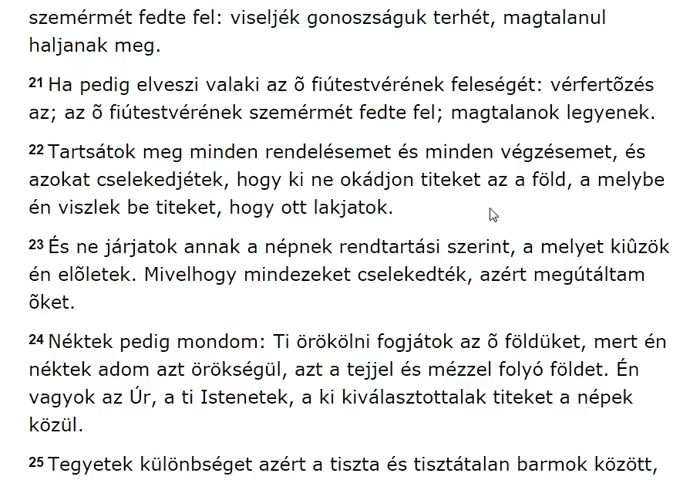 szemérmét fedte fel: viseljék gonoszságuk terhét, magtalanul
haljanak meg.
21 Ha pedig elveszi valaki az õ fiútestvérének feleségét: vérfertõzés
az; az õ fiútestvérének szemérmét fedte fel; magtalanok legyenek.
22 Tartsátok meg minden rendelésemet és minden végzésemet, és
azokat cselekedjétek, hogy ki ne okádjon titeket az a föld, a melybe
én viszlek be titeket, hogy ott lakjatok.
23 És ne járjatok annak a népnek rendtartási szerint, a melyet kiûzök
én elõletek. Mivelhogy mindezeket cselekedték, azért megútáltam
õket.
24 Néktek pedig mondom: Ti örökölni fogjátok az õ földüket, mert én
néktek adom azt örökségül, azt a tejjel és mézzel folyó földet. Én
vagyok az Úr, a ti Istenetek, a ki kiválasztottalak titeket a népek
közül.
25 Tegyetek különbséget azért a tiszta és tisztátalan barmok között,